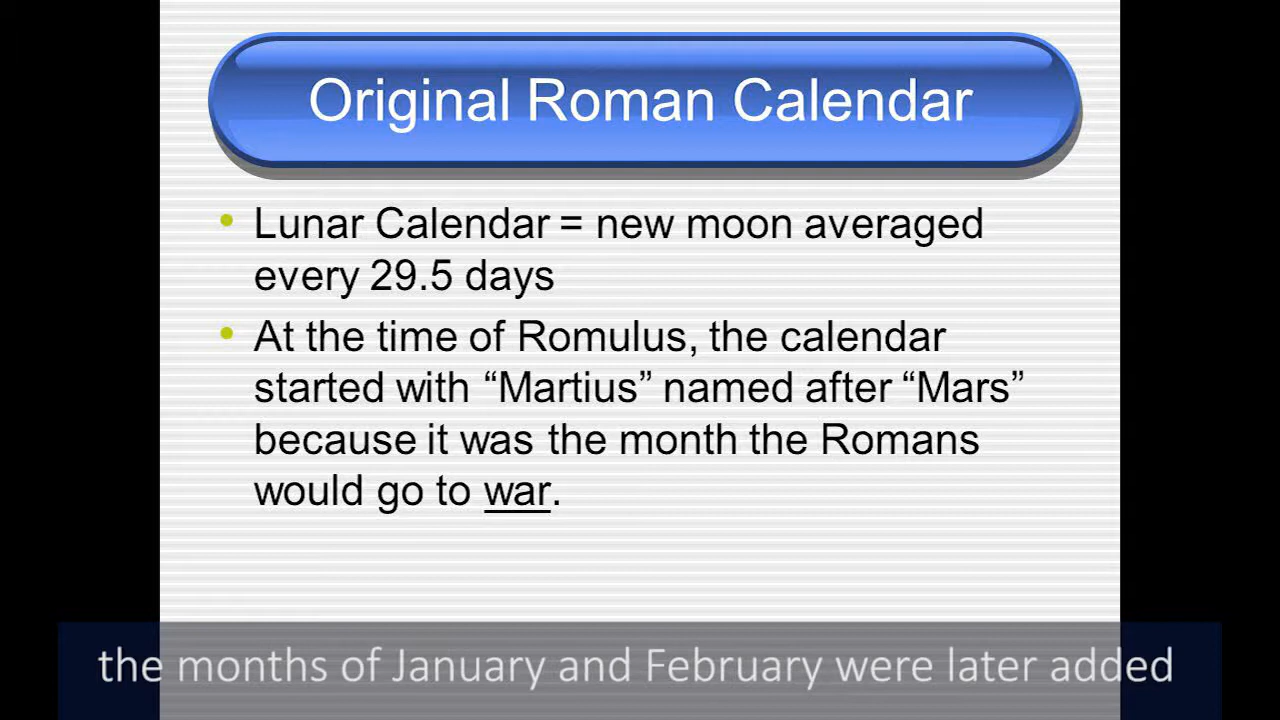 Original Roman Calendar
• Lunar Calendar = new moon averaged
every 29.5 days
• At the time of Romulus, the calendar
started with “Martius” named after “Mars”
because it was the month the Romans
would go to war.
the months of January and February were later added